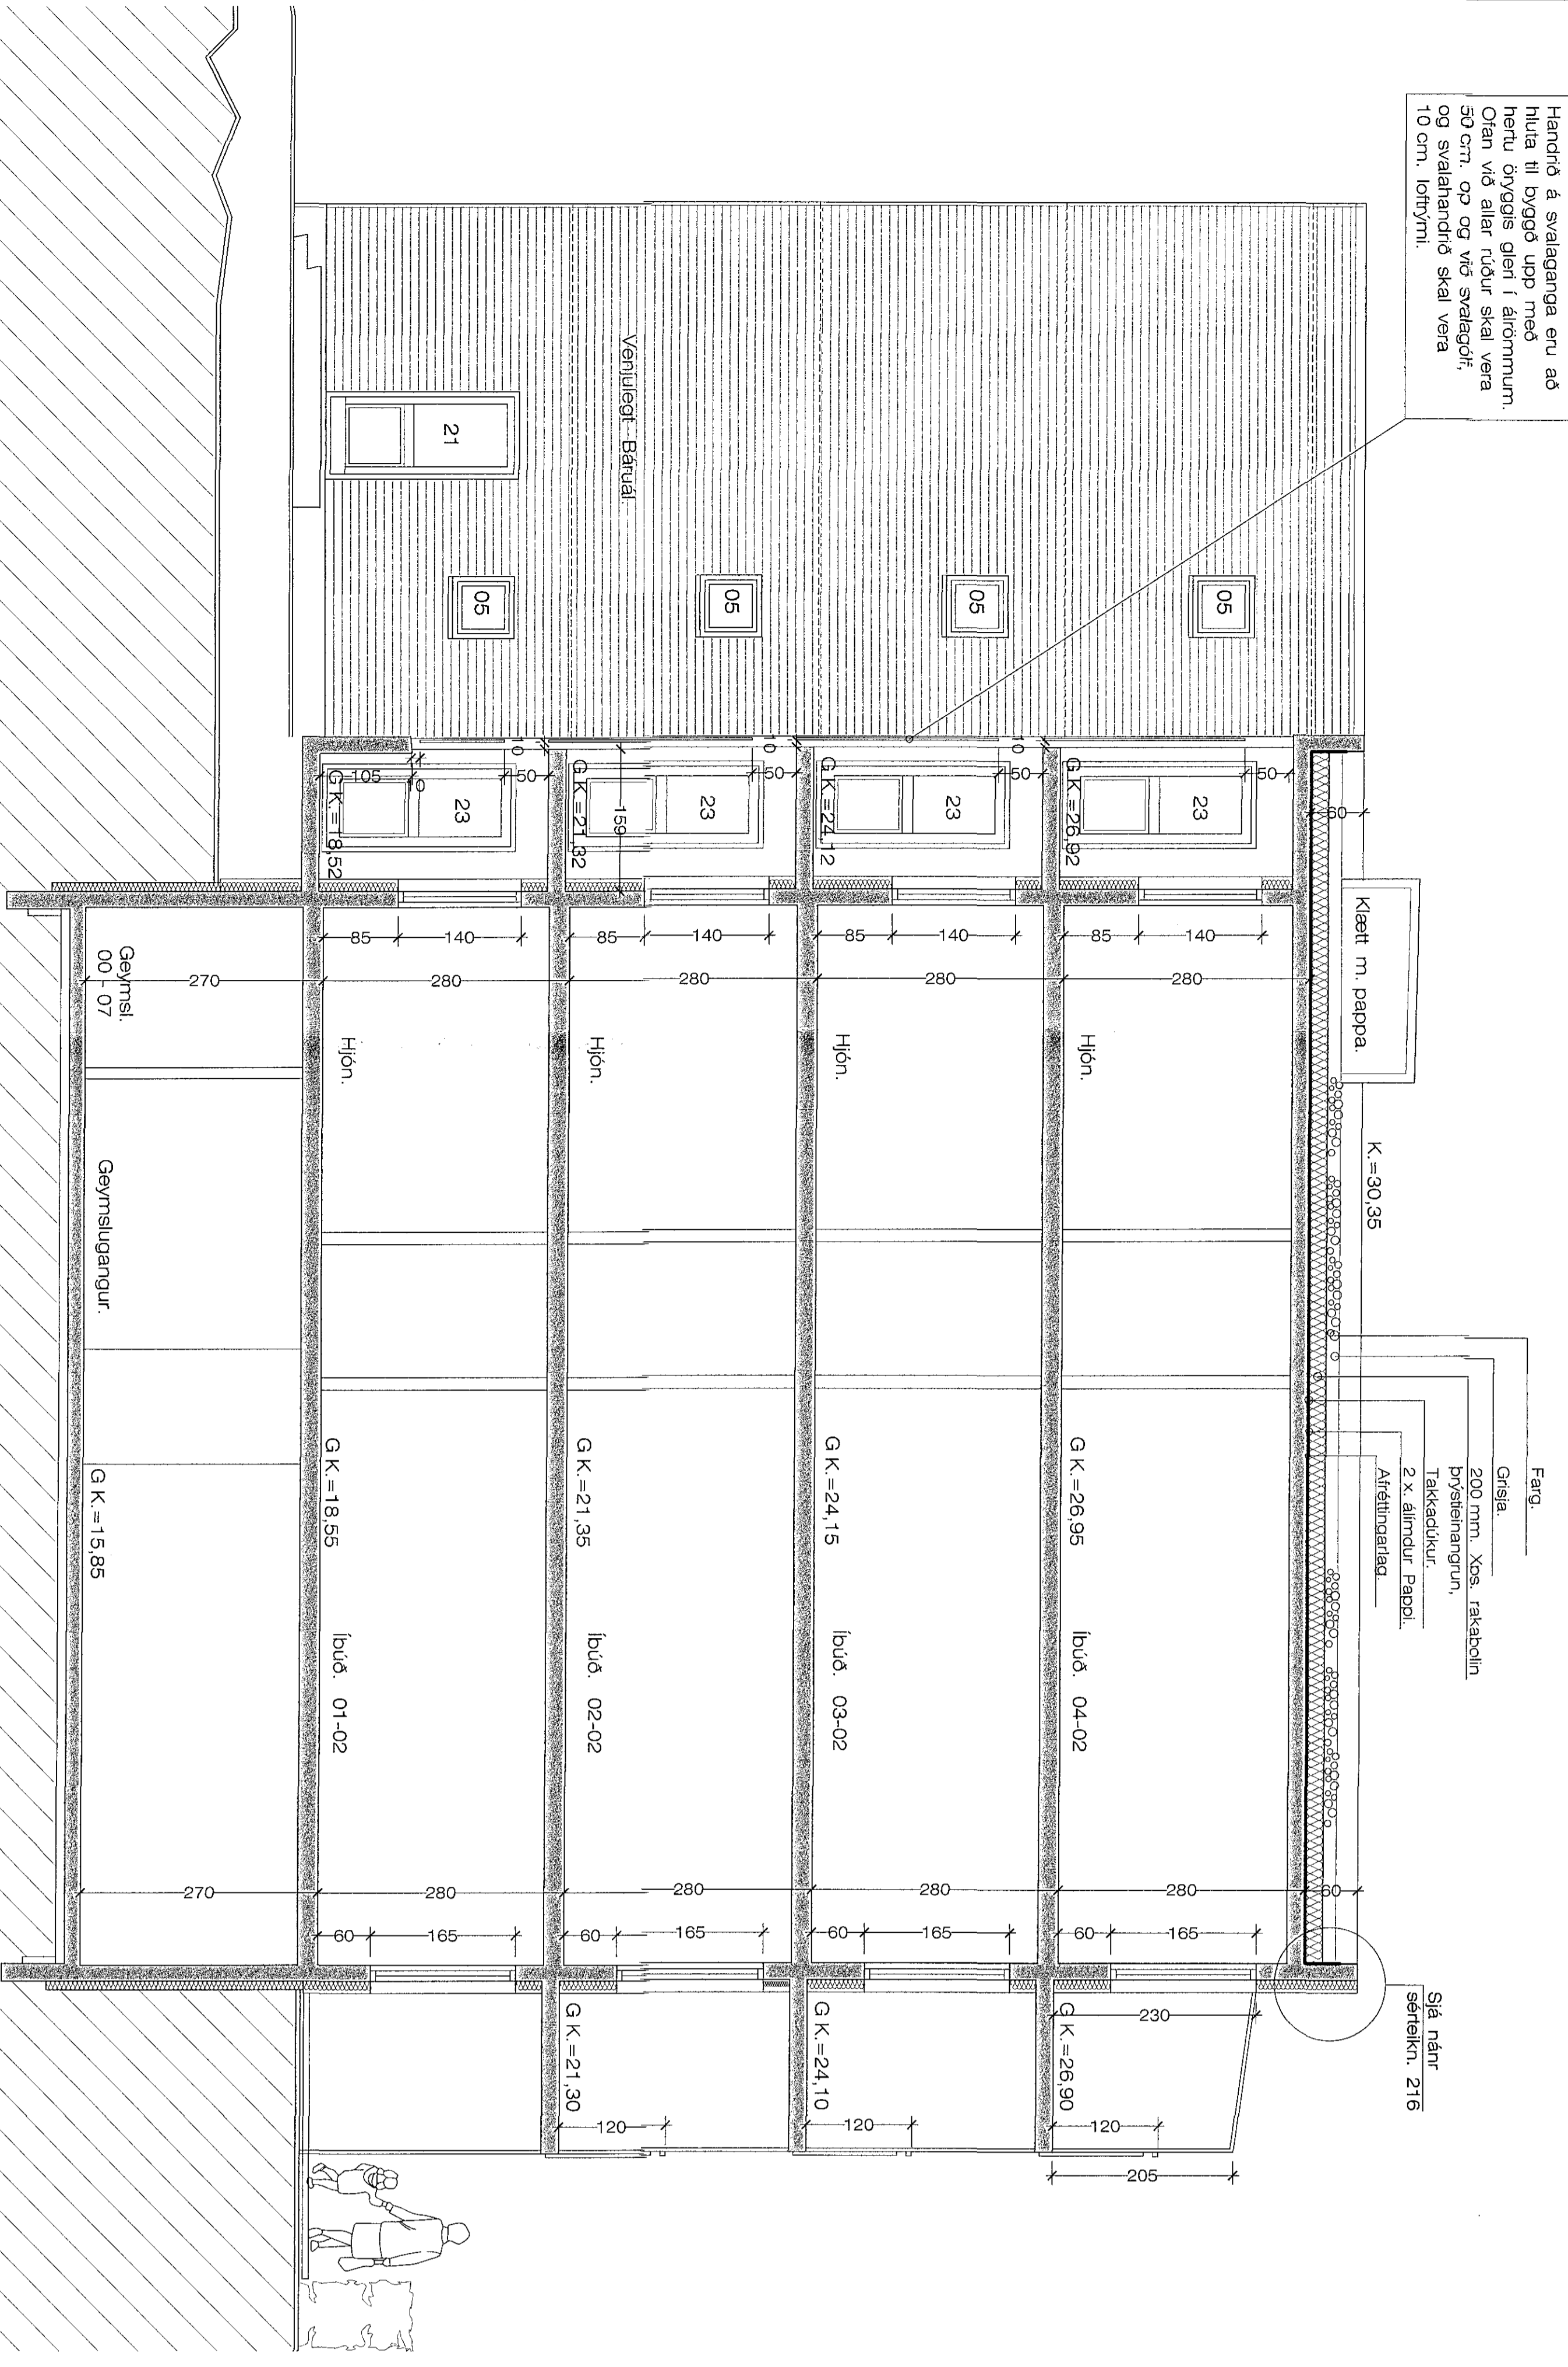 Handrið á svalaganga eru að
hluta til byggð upp með
hertu öryggis gleri í álrömmum.
Ofan við allar rúður skal vera
50 cm. op og við svalagólf,
og svalahandrið skal vera
10 cm. loftrými.
Farg.
Grisja.
200 mm. Xps. rakabolin
þrýstieinangrun,
Takkadúkur.
2 x. álímdur Pappi.
Afréttingarlag.
Sjá nánr
sérteikn. 216
K.=30,35
Klætt m. pappa.
60
60
05
50
23
140
280
85
Hjón.
G K.=26,92
G K.=26,95
Íbúð. 04-02
280
165
60
230
G K.=26,90
120
205
10
05
50
23
140
280
85
Hjón.
G K.=24,12
G K.=24,15
Íbúð. 03-02
280
165
60
G K.=24,10
120
10
Venjulegt Báruál.
05
50
23
159
140
280
85
Hjón.
G K.=21,32
G K.=21,35
Íbúð. 02-02
280
165
60
G K.=21,30
120
10
21
05
50
23
10
105
140
280
85
Hjón.
G K.=18,52
G K.=18,55
Íbúð. 01-02
280
165
60
270
Geymsl.
00 - 07
Geymslugangur.
G K.=15,85
270